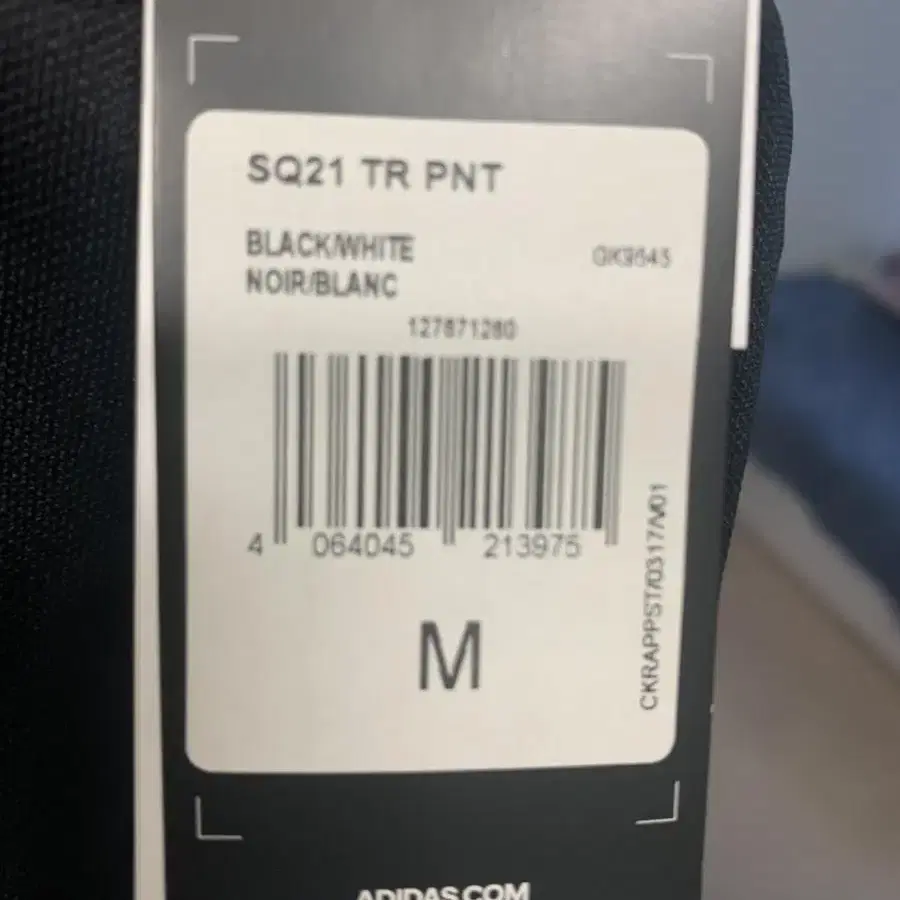 SQ21 TR PNT
BLACK/WHITE
NOIR/BLANC
GK9545
127871280
4 064045 213975
M
CKRAPPST/0317/V01
ADIDAS.COM